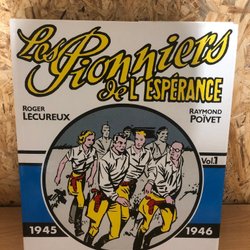 Les Pionniers
de L'ESPÉRANCE
ROGER
LECUREUX
RAYMOND
POÏVET
Vol.1
1945
1946